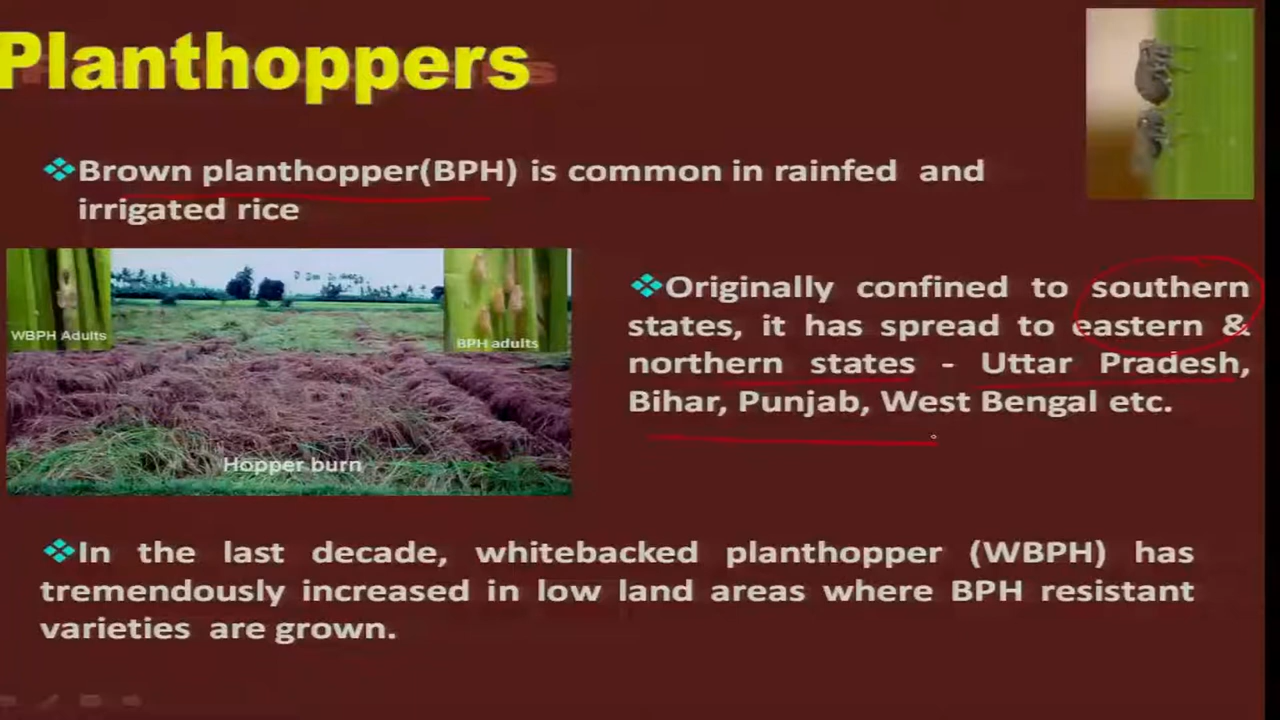 Planthoppers
❖Brown planthopper(BPH) is common in rainfed and
irrigated rice
WBPH Adults
BPH adults
Hopper burn
❖Originally confined to southern
states, it has spread to eastern &
northern states - Uttar Pradesh,
Bihar, Punjab, West Bengal etc.
❖In the last decade, whitebacked planthopper (WBPH) has
tremendously increased in low land areas where BPH resistant
varieties are grown.